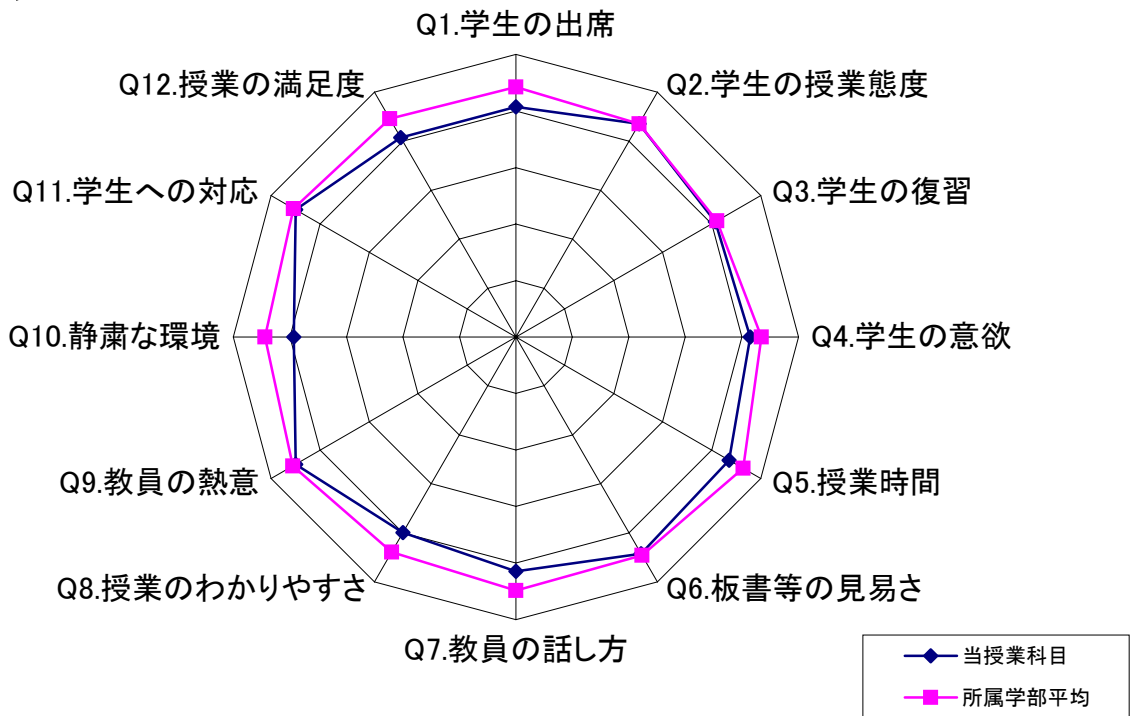 Q1.学生の出席
Q2.学生の授業態度
Q3.学生の復習
Q4.学生の意欲
Q5.授業時間
Q6.板書等の見易さ
Q7.教員の話し方
Q8.授業のわかりやすさ
Q9.教員の熱意
Q10.静粛な環境
Q11.学生への対応
Q12.授業の満足度
当授業科目
所属学部平均